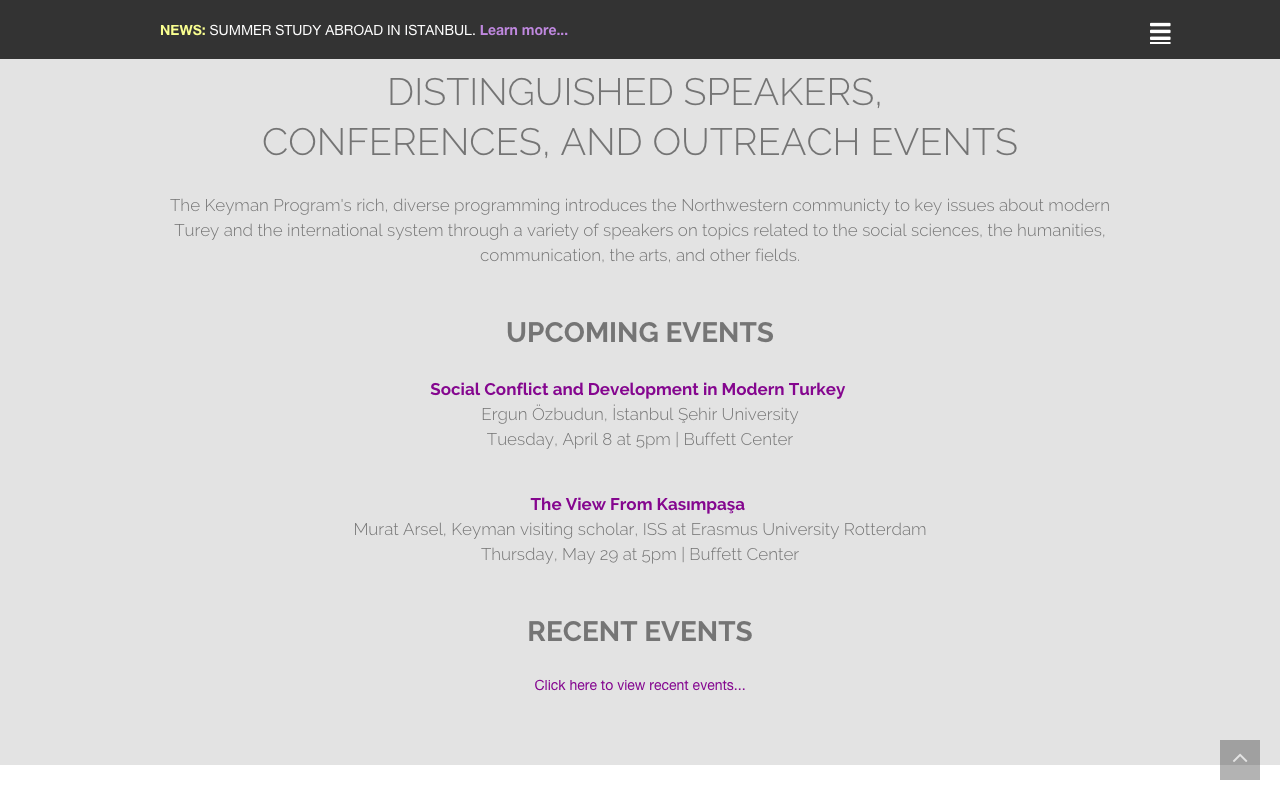 NEWS: SUMMER STUDY ABROAD IN ISTANBUL. Learn more...
DISTINGUISHED SPEAKERS,
CONFERENCES, AND OUTREACH EVENTS
The Keyman Program's rich, diverse programming introduces the Northwestern communicty to key issues about modern
Turey and the international system through a variety of speakers on topics related to the social sciences, the humanities,
communication, the arts, and other fields.
UPCOMING EVENTS
Social Conflict and Development in Modern Turkey
Ergun Özbudun, İstanbul Şehir University
Tuesday, April 8 at 5pm | Buffett Center
The View From Kasımpaşa
Murat Arsel, Keyman visiting scholar, ISS at Erasmus University Rotterdam
Thursday, May 29 at 5pm | Buffett Center
RECENT EVENTS
Click here to view recent events...